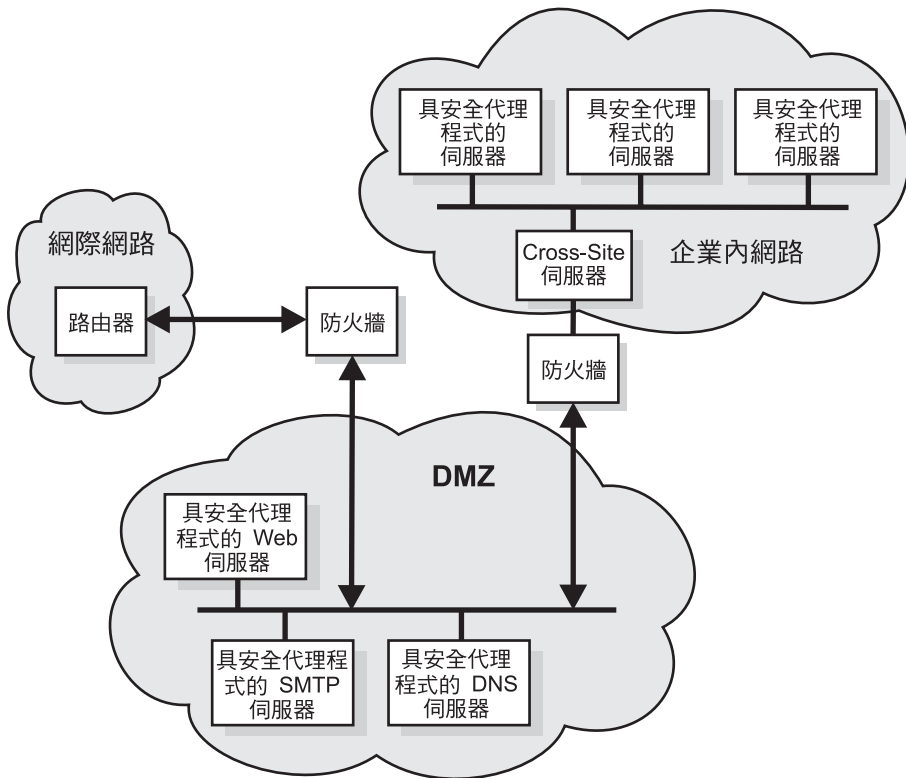 具安全代理
程式的
伺服器
具安全代理
程式的
伺服器
具安全代理
程式的
伺服器
網際網路
路由器
防火牆
Cross-Site
伺服器
企業內網路
防火牆
DMZ
具安全代理
程式的 Web
伺服器
具安全代理程
式的 SMTP
伺服器
具安全代理
程式的 DNS
伺服器